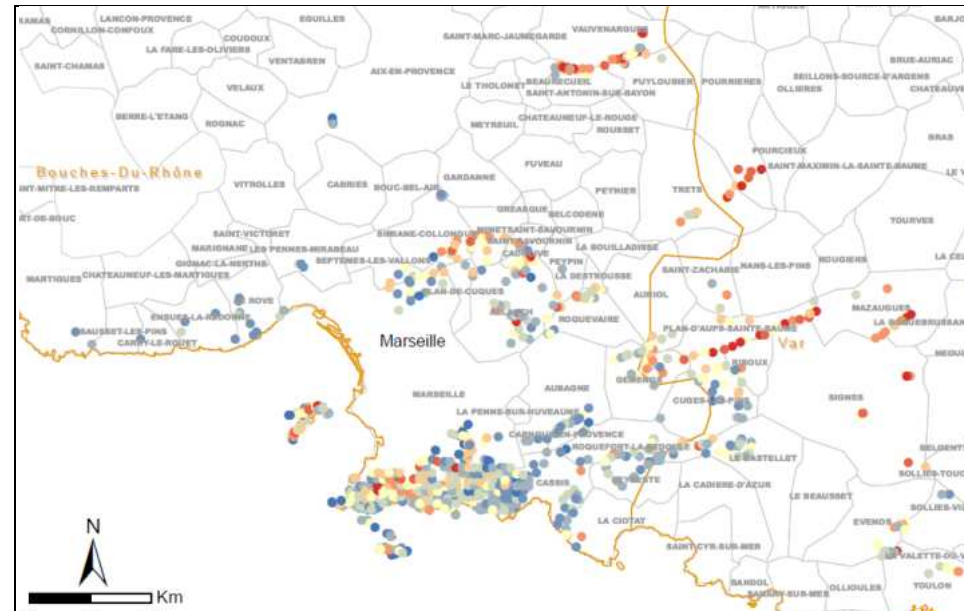 LANCON-PROVENCE
EGUILLES
CORNILLON-CONFOUX
COUDOUX
SAINT-MARC-JAUMEGARDE
VAUVENARGUES
LA FARE-LES-OLIVIERS
VENTABREN
AIX-EN-PROVENCE
BRUE-AURIAC
SAINT-CHAMAS
SEILLONS-SOURCE-D'ARGENS
VELAUX
LE THOLONET
BEAURECUEIL
PUYLOUBIER
POURRIERES
OLLIERES
SAINT-ANTONIN-SUR-BAYON
BERRE-L'ETANG
CHATEAUNEUF-LE-ROUGE
ROGNAC
MEYREUIL
ROUSSET
BRAS
POURCIEUX
FUVEAU
SAINT-MAXIMIN-LA-SAINTE-BAUME
Bouches-Du-Rhône
GARDANNE
VITROLLES
CABRIES
BOUC-BEL-AIR
PEYNIER
TRETS
GREASQUE
BELCODENE
TOURVES
SAINT-VICTORET
MARIGNANE
LES PENNES-MIRABEAU
LA BOUILLADISSE
GIGNAC-LA-NERTHE
SEPTEMES-LES-VALLONS
PEYPIN
ROUGIERS
MARTIGUES
CHATEAUNEUF-LES-MARTIGUES
LA DESTROUSSE
SAINT-ZACHARIE
NANS-LES-PINS
PLAN-DE-CUQUES
AURIOL
ROVE
MAZAUGUES
ENSUES-LA-REDONNE
ROQUEVAIRE
SAUSSET-LES-PINS
PLAN-D'AUPS-SAINTE-BAUME
CARRY-LE-ROUET
Marseille
Var
RIBOUX
GEMENOS
AUBAGNE
MARSEILLE
CUGES-LES-PINS
SIGNES
LA PENNE-SUR-HUVEAUNE
CARNOUX-EN-PROVENCE
ROQUEFORT-LA-BEDOULE
LE CASTELLET
CASSIS
CEYRESTE
LA CADIERE-D'AZUR
LE BEAUSSET
LA CIOTAT
EVENOS
SAINT-CYR-SUR-MER
BANDOL
OLLIOULES
TOULON
SANARY-SUR-MER
N
Km